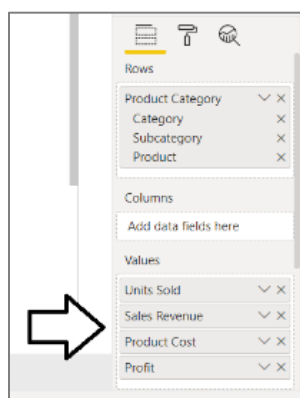 Rows
Product Category
Category
Subcategory
Product
Columns
Add data fields here
Values
Units Sold
Sales Revenue
Product Cost
Profit